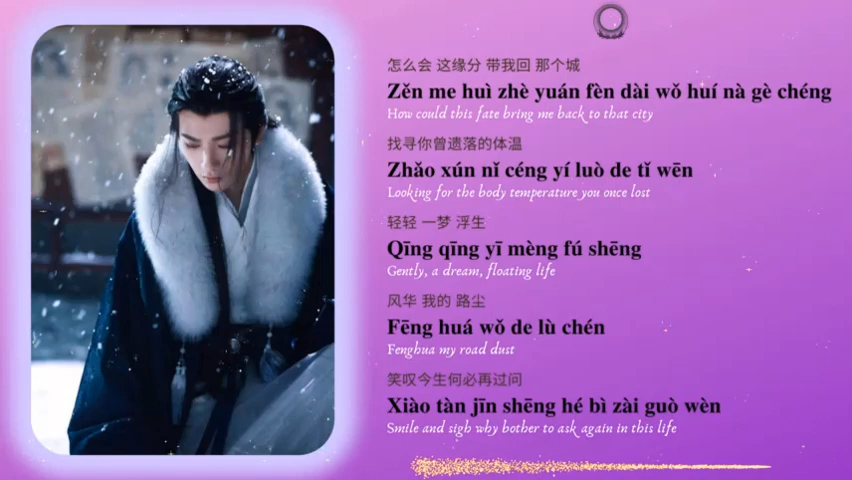 怎么会 这缘分 带我回 那个城
Zěn me huì zhè yuán fèn dài wǒ huí nà gè chéng
How could this fate bring me back to that city
找寻你曾遗落的体温
Zhǎo xún nǐ céng yí luò de tǐ wēn
Looking for the body temperature you once lost
轻轻 一梦 浮生
Qīng qīng yī mèng fú shēng
Gently, a dream, floating life
风华 我的 路尘
Fēng huá wǒ de lù chén
Fenghua my road dust
笑叹今生何必再过问
Xiào tàn jīn shēng hé bì zài guò wèn
Smile and sigh why bother to ask again in this life